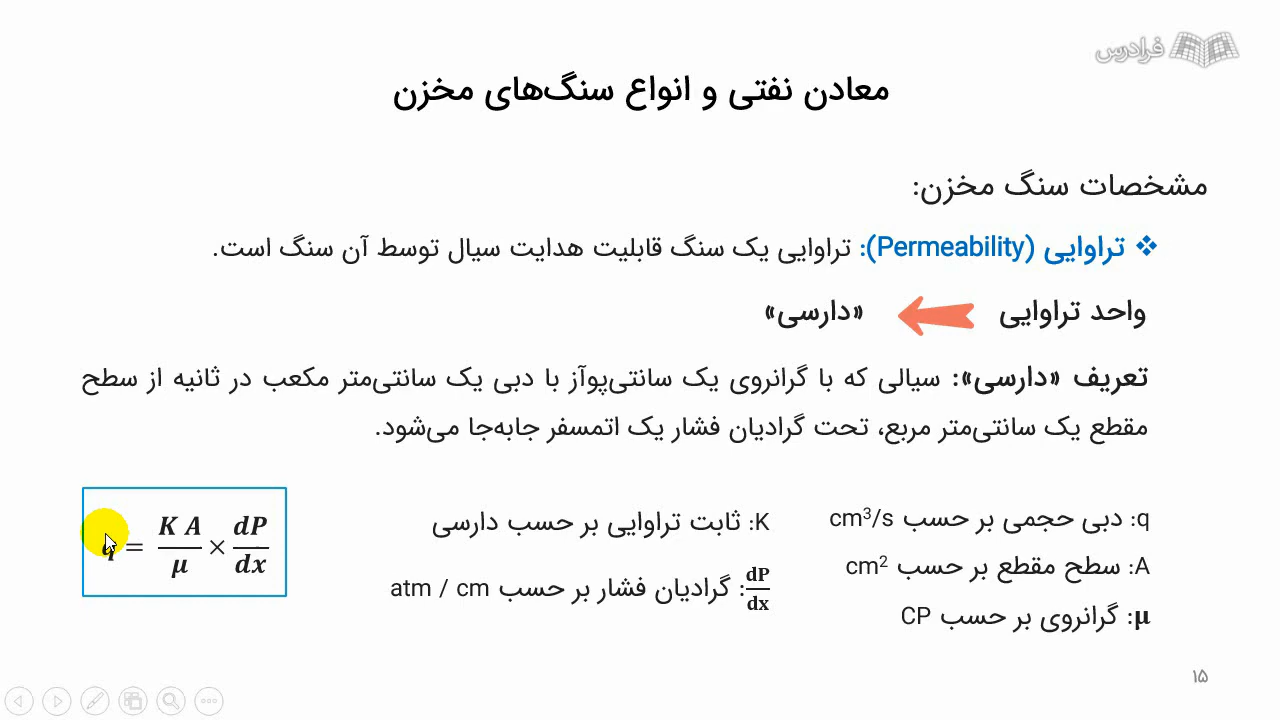 فرادرس
معادن نفتی و انواع سنگ‌های مخزن
مشخصات سنگ مخزن:
❖ تراوایی (Permeability): تراوایی یک سنگ قابلیت هدایت سیال توسط آن سنگ است.
واحد تراوایی «دارسی»
تعریف «دارسی»: سیالی که با گرانروی یک سانتی‌پوآز با دبی یک سانتی‌متر مکعب در ثانیه از سطح
مقطع یک سانتی‌متر مربع، تحت گرادیان فشار یک اتمسفر جابه‌جا می‌شود.
q: دبی حجمی بر حسب cm³/s
A: سطح مقطع بر حسب cm²
μ: گرانروی بر حسب CP
K: ثابت تراوایی بر حسب دارسی
dP/dx: گرادیان فشار بر حسب atm / cm
q = K A/μ × dP/dx
۱۵